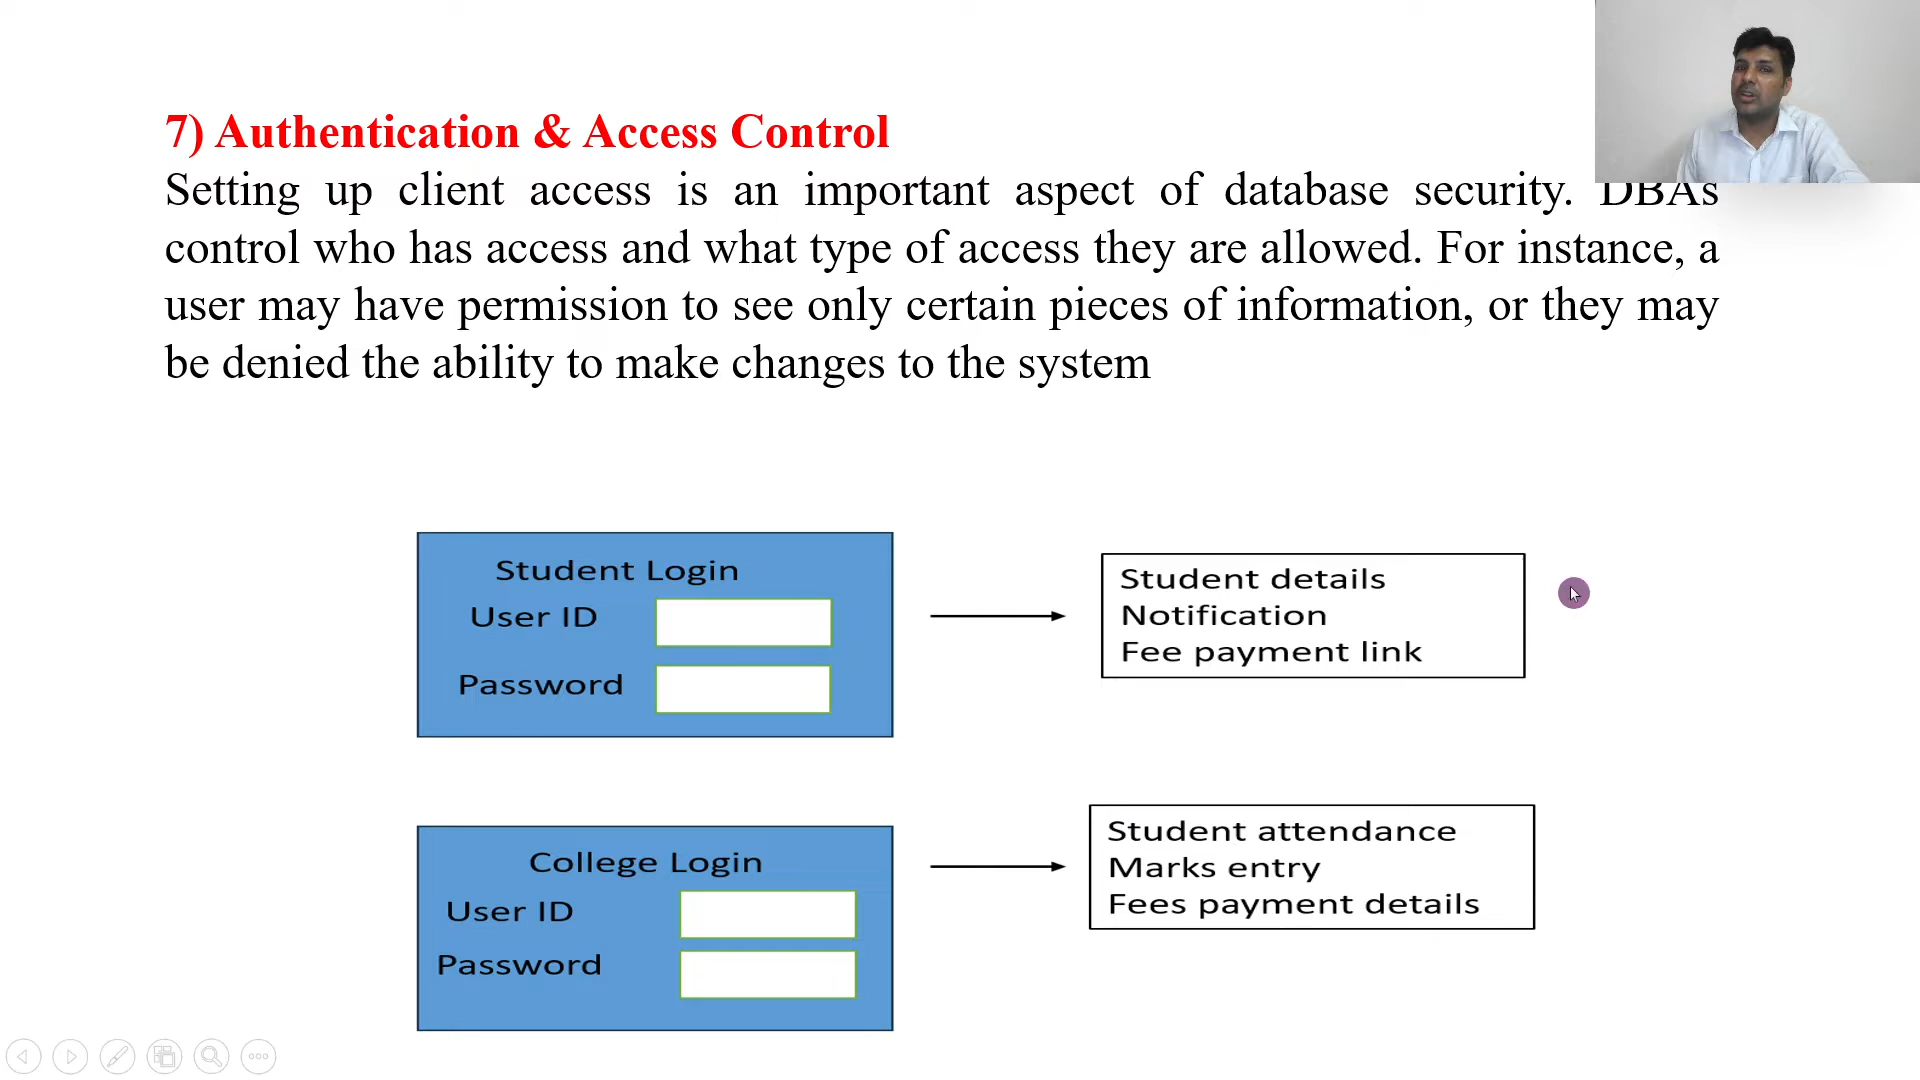 7) Authentication & Access Control
Setting up client access is an important aspect of database security. DBAs
control who has access and what type of access they are allowed. For instance, a
user may have permission to see only certain pieces of information, or they may
be denied the ability to make changes to the system
Student Login
User ID
Password
Student details
Notification
Fee payment link
College Login
User ID
Password
Student attendance
Marks entry
Fees payment details